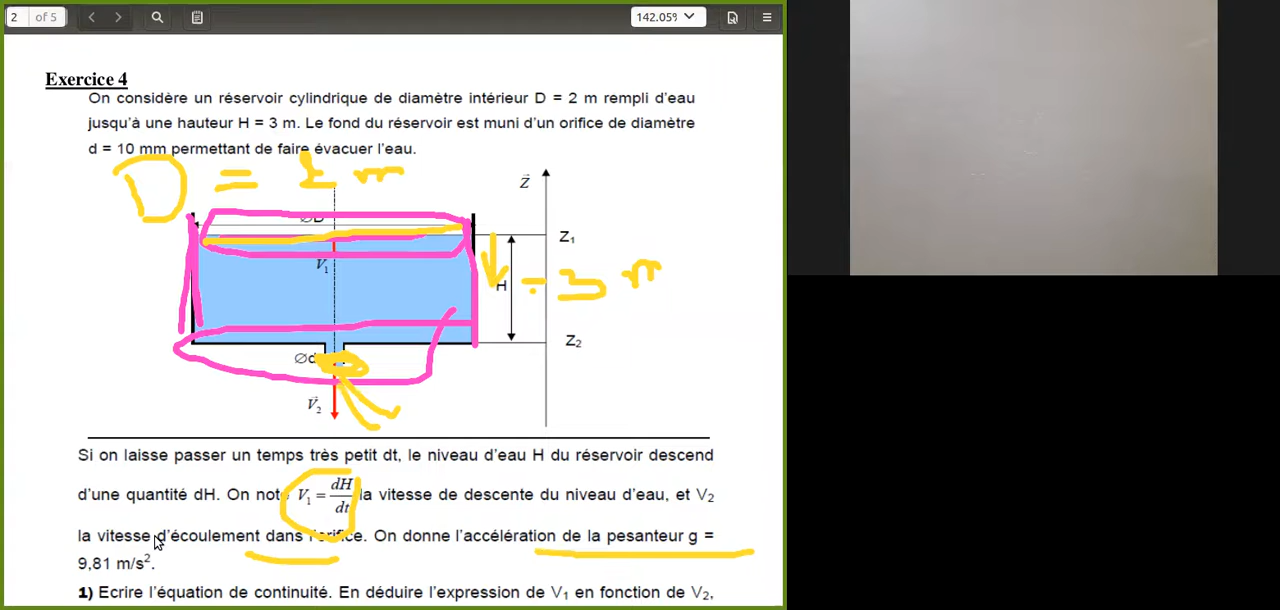 2 of 5 142.05%
Exercice 4
On considère un réservoir cylindrique de diamètre intérieur D = 2 m rempli d'eau
jusqu'à une hauteur H = 3 m. Le fond du réservoir est muni d'un orifice de diamètre
d = 10 mm permettant de faire évacuer l'eau.
D = 2 m
Z
ØD
Z1
V1
H = 3 m
Z2
Ød
V2
Si on laisse passer un temps très petit dt, le niveau d'eau H du réservoir descend
d'une quantité dH. On note V1 = dH/dt la vitesse de descente du niveau d'eau, et V2
la vitesse d'écoulement dans l'orifice. On donne l'accélération de la pesanteur g =
9,81 m/s².
1) Ecrire l'équation de continuité. En déduire l'expression de V1 en fonction de V2,